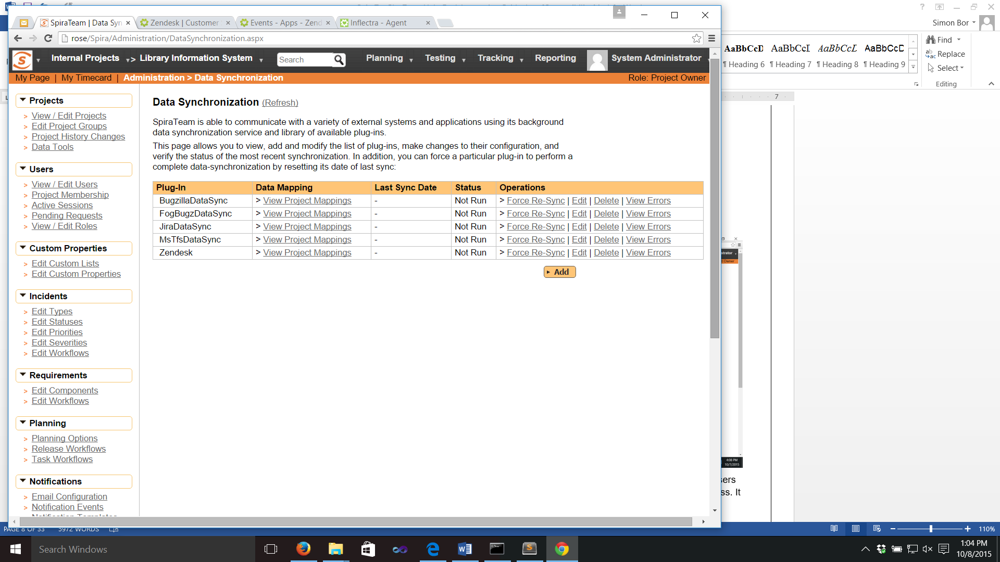 SpiraTeam | Data Syn
Zendesk | Customer
Events - Apps - Zend
Inflectra - Agent
rose/Spira/Administration/DataSynchronization.aspx
Internal Projects > Library Information System
Search
Planning
Testing
Tracking
Reporting
System Administrator
My Page | My Timecard | Administration > Data Synchronization
Role: Project Owner
Projects
> View / Edit Projects
> Edit Project Groups
> Project History Changes
> Data Tools
Users
> View / Edit Users
> Project Membership
> Active Sessions
> Pending Requests
> View / Edit Roles
Custom Properties
> Edit Custom Lists
> Edit Custom Properties
Incidents
> Edit Types
> Edit Statuses
> Edit Priorities
> Edit Severities
> Edit Workflows
Requirements
> Edit Components
> Edit Workflows
Planning
> Planning Options
> Release Workflows
> Task Workflows
Notifications
> Email Configuration
> Notification Events
Data Synchronization (Refresh)
SpiraTeam is able to communicate with a variety of external systems and applications using its background
data synchronization service and library of available plug-ins.
This page allows you to view, add and modify the list of plug-ins, make changes to their configuration, and
verify the status of the most recent synchronization. In addition, you can force a particular plug-in to perform a
complete data-synchronization by resetting its date of last sync:
Plug-In Data Mapping Last Sync Date Status Operations
BugzillaDataSync > View Project Mappings - Not Run > Force Re-Sync | Edit | Delete | View Errors
FogBugzDataSync > View Project Mappings - Not Run > Force Re-Sync | Edit | Delete | View Errors
JiraDataSync > View Project Mappings - Not Run > Force Re-Sync | Edit | Delete | View Errors
MsTfsDataSync > View Project Mappings - Not Run > Force Re-Sync | Edit | Delete | View Errors
Zendesk > View Project Mappings - Not Run > Force Re-Sync | Edit | Delete | View Errors
Add
Simon Bor
AaBbCcD AaBbCcI AaBbCcL AaBbCcD
¶ Heading 6 ¶ Heading 7 ¶ Heading 8 ¶ Heading 9
Find
Replace
Select
Editing
7
strator
Owner
4:08 PM
10/7/2015
sers
ss. It
PAGE 8 OF 33 5972 WORDS
110%
Search Windows
1:04 PM
10/8/2015